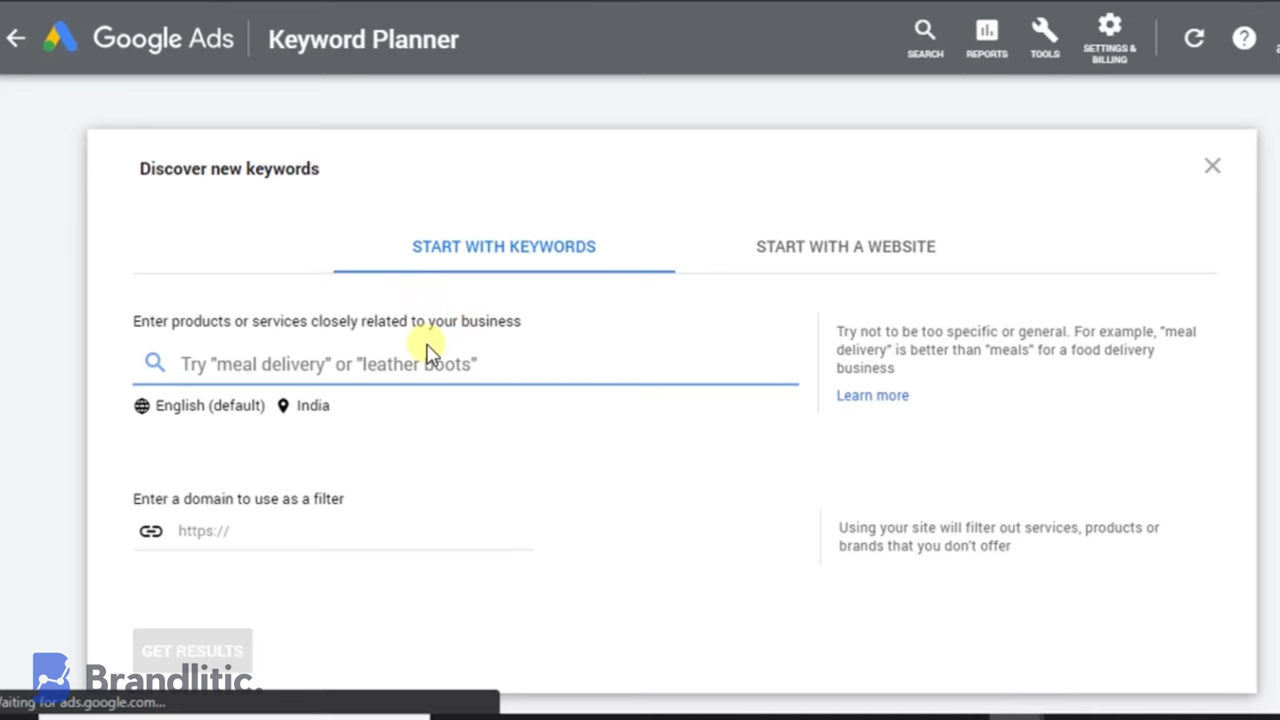 Google Ads
Keyword Planner
SEARCH
REPORTS
TOOLS
SETTINGS &
BILLING
Discover new keywords
START WITH KEYWORDS
START WITH A WEBSITE
Enter products or services closely related to your business
Try "meal delivery" or "leather boots"
English (default)
India
Try not to be too specific or general. For example, "meal
delivery" is better than "meals" for a food delivery
business
Learn more
Enter a domain to use as a filter
https://
Using your site will filter out services, products or
brands that you don't offer
GET RESULTS
Brandlitic.
for ads.google.com...